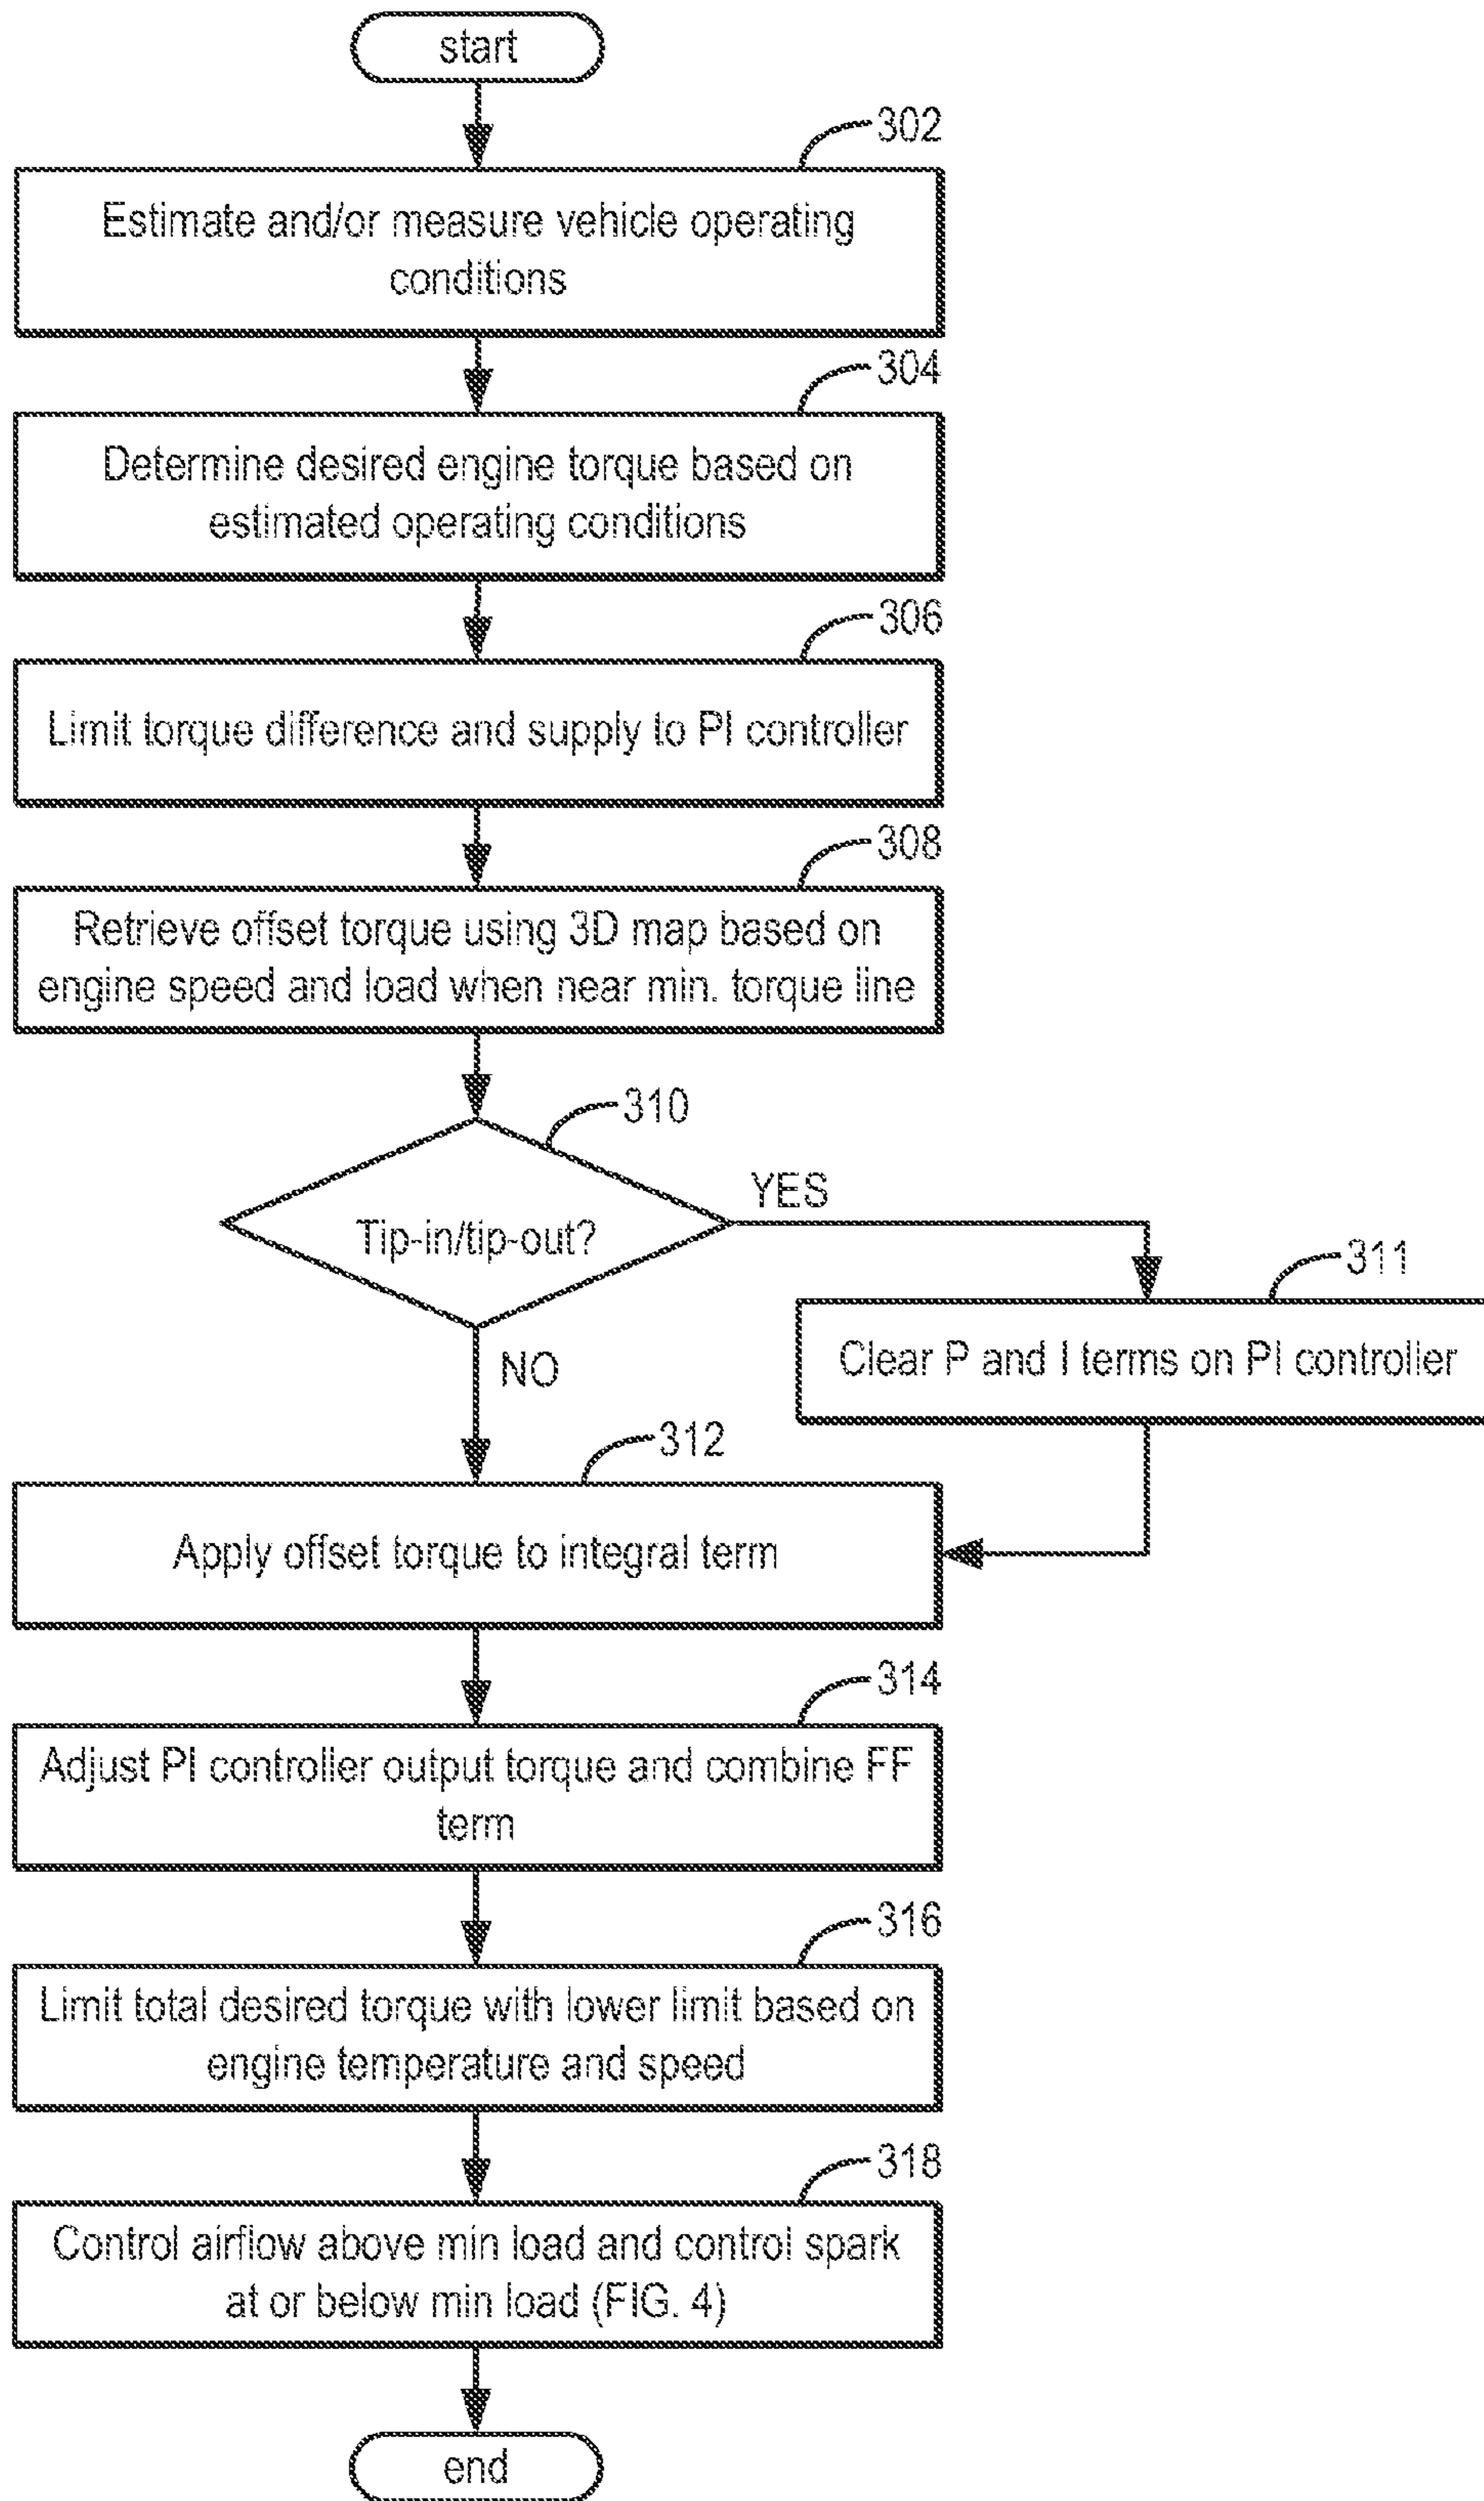 start
302
Estimate and/or measure vehicle operating
conditions
304
Determine desired engine torque based on
estimated operating conditions
306
Limit torque difference and supply to PI controller
308
Retrieve offset torque using 3D map based on
engine speed and load when near min. torque line
310
Tip-in/tip-out?
YES
311
Clear P and I terms on PI controller
NO
312
Apply offset torque to integral term
314
Adjust PI controller output torque and combine FF
term
316
Limit total desired torque with lower limit based on
engine temperature and speed
318
Control airflow above min load and control spark
at or below min load (FIG. 4)
end